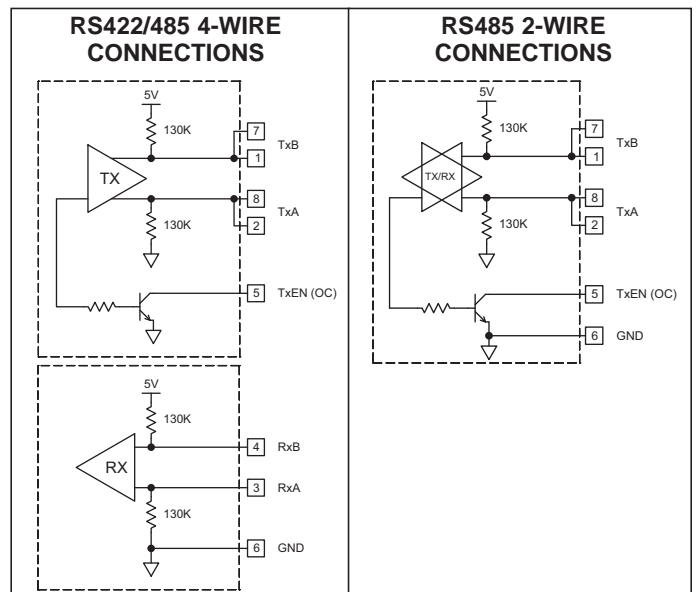 RS422/485 4-WIRE
CONNECTIONS
5V
130K
7
TxB
1
TX
8
TxA
130K
2
5 TxEN (OC)
5V
130K
4 RxB
RX
3 RxA
130K
6 GND
RS485 2-WIRE
CONNECTIONS
5V
130K
7
TxB
1
TX/RX
8
TxA
130K
2
5 TxEN (OC)
6 GND